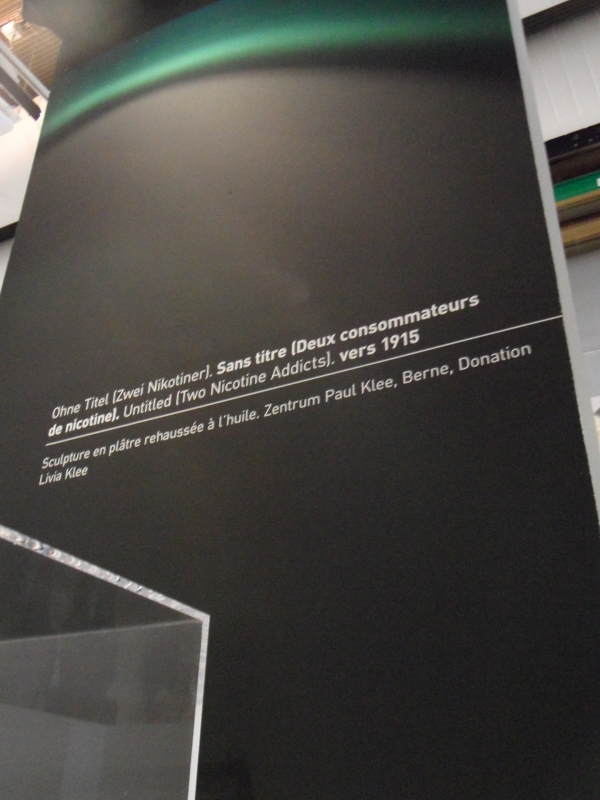 Ohne Titel (Zwei Nikotiner). Sans titre (Deux consommateurs
de nicotine). Untitled (Two Nicotine Addicts). vers 1915
Sculpture en plâtre rehaussée à l'huile. Zentrum Paul Klee, Berne, Donation
Livia Klee